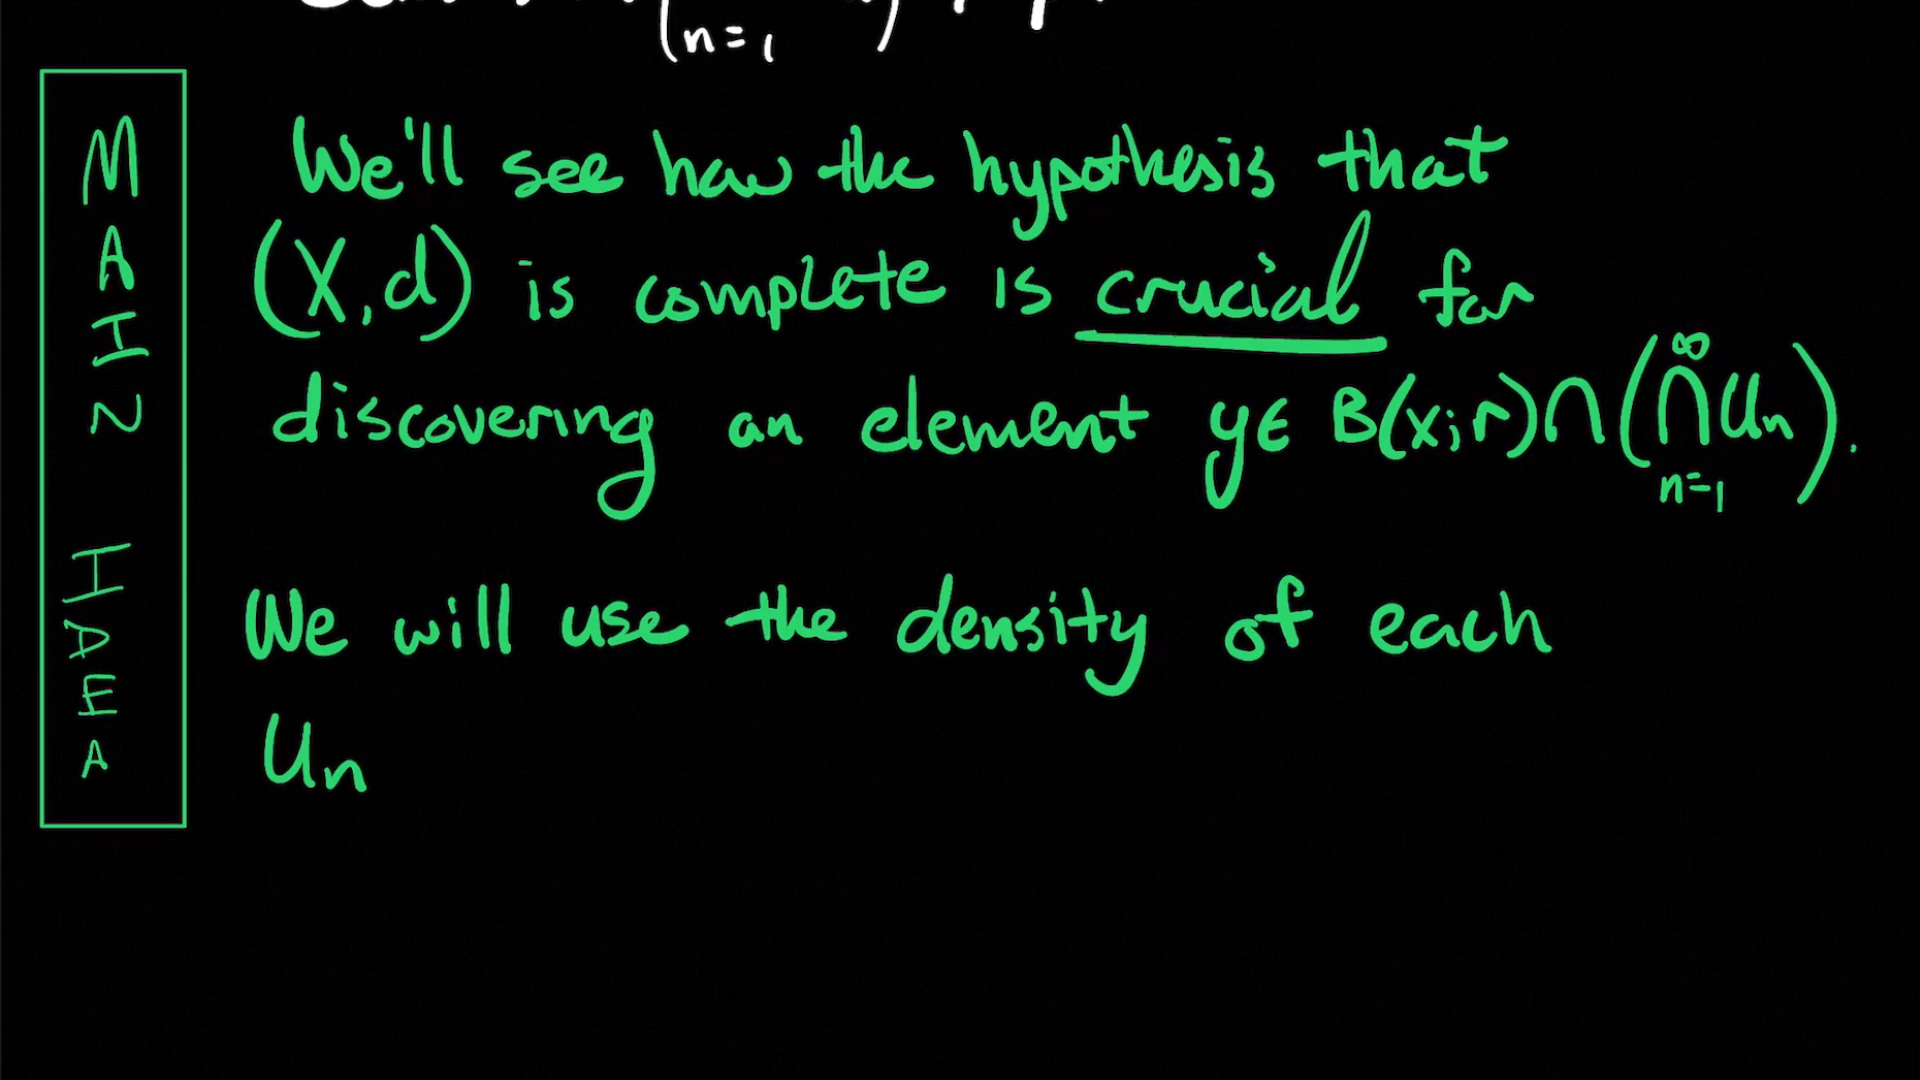 n=1
MAIN IDEA
We'll see how the hypothesis that
(X,d) is complete is crucial for
discovering an element y∈ B(x;r)∩(∩Uₙ).
∞
n=1
We will use the density of each
Uₙ